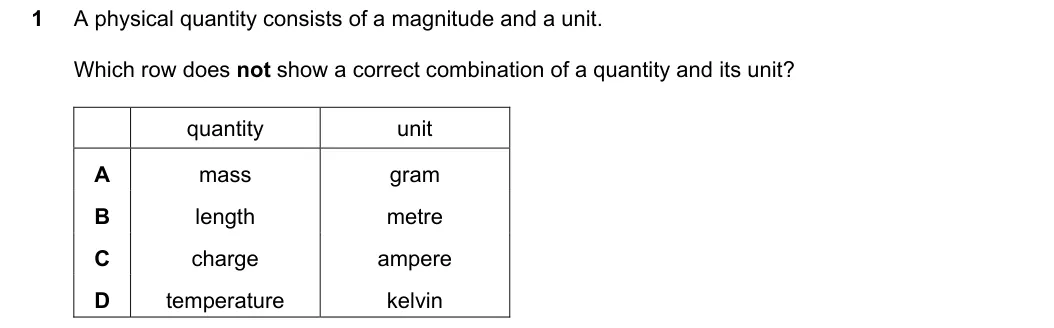 1 A physical quantity consists of a magnitude and a unit.
Which row does not show a correct combination of a quantity and its unit?
quantity unit
A mass gram
B length metre
C charge ampere
D temperature kelvin